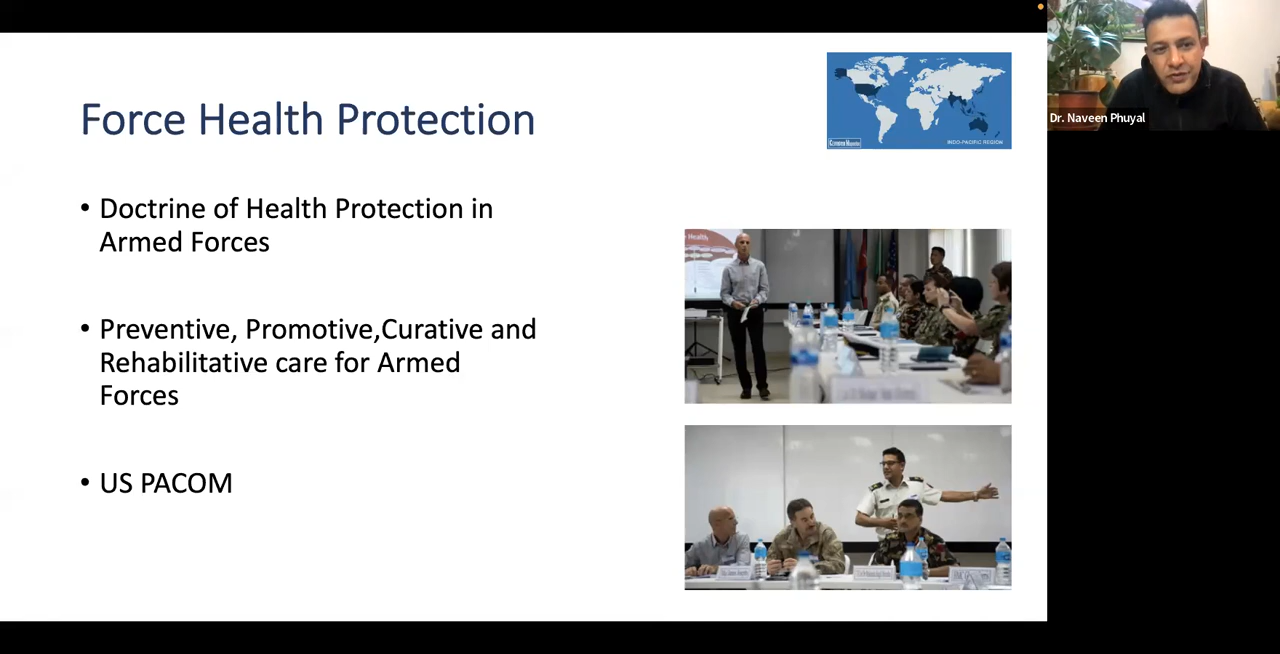 Force Health Protection
INDO-PACIFIC REGION
Dr. Naveen Phuyal
• Doctrine of Health Protection in
Armed Forces
• Preventive, Promotive,Curative and
Rehabilitative care for Armed
Forces
• US PACOM
Health